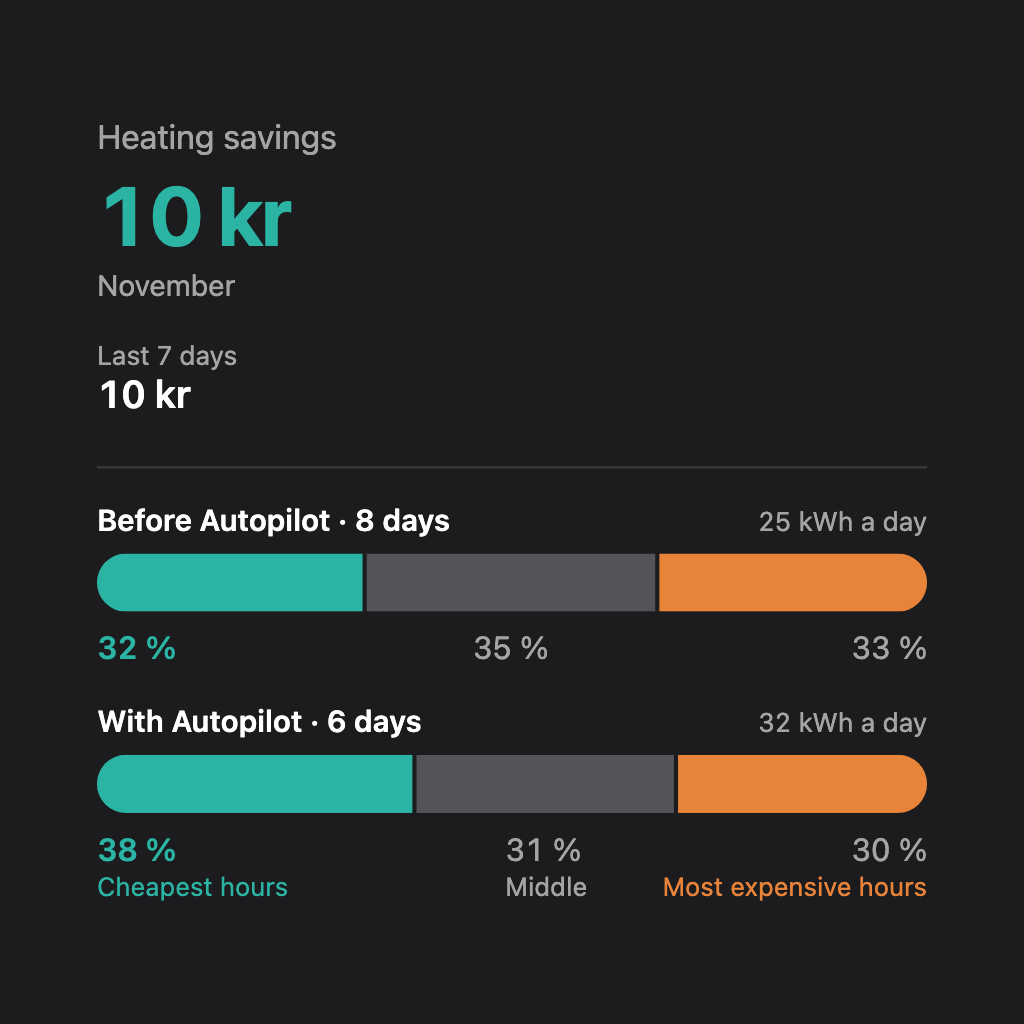 Heating savings
10 kr
November
Last 7 days
10 kr
Before Autopilot · 8 days 25 kWh a day
32 % 35 % 33 %
With Autopilot · 6 days 32 kWh a day
38 % 31 % 30 %
Cheapest hours Middle Most expensive hours